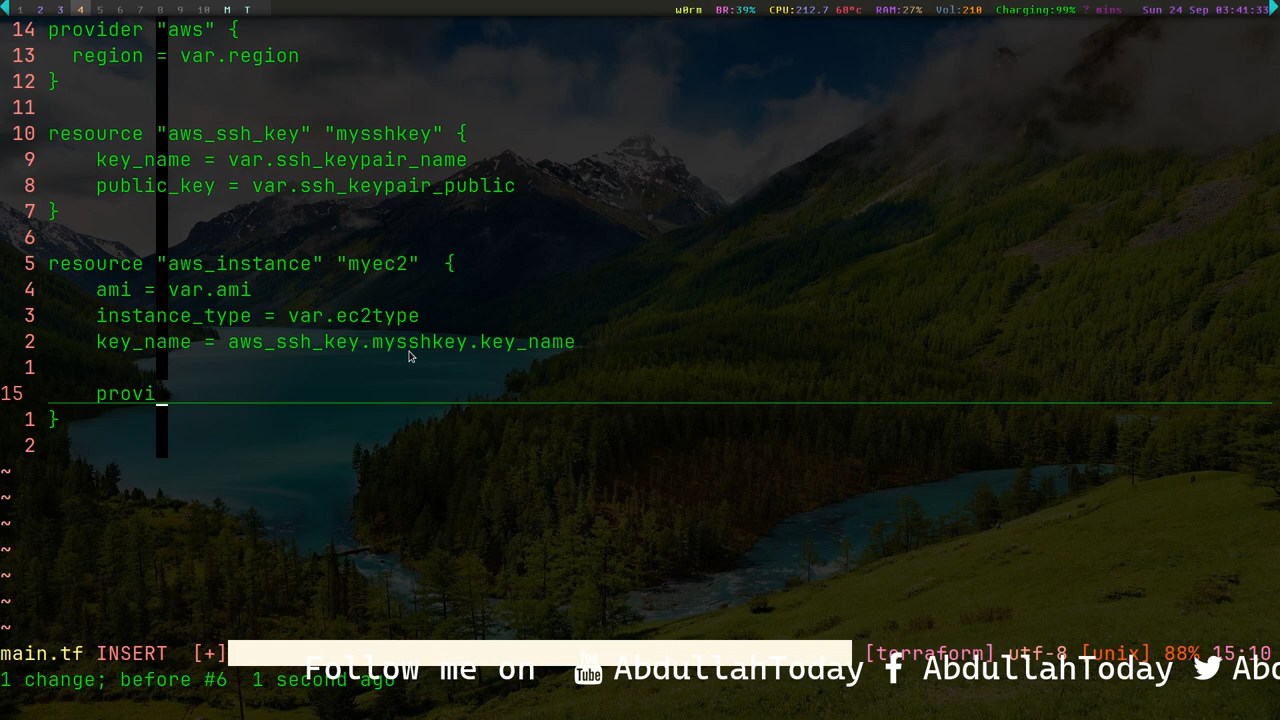 1 2 3 4 5 6 7 8 9 10 M T w0rm BR:39% CPU:212.7 68°c RAM:27% Vol:210 Charging:99% ? mins Sun 24 Sep 03:41:33
14 provider "aws" {
13   region = var.region
12 }
11
10 resource "aws_ssh_key" "mysshkey" {
9     key_name = var.ssh_keypair_name
8     public_key = var.ssh_keypair_public
7 }
6
5 resource "aws_instance" "myec2"  {
4     ami = var.ami
3     instance_type = var.ec2type
2     key_name = aws_ssh_key.mysshkey.key_name
1
15     provi_
1 }
2
~
~
~
~
~
~
~
main.tf INSERT [+] [terraform] utf-8 [unix] 88% 15:10
1 change; before #6  1 second ago
Follow me on You Tube AbdullahToday f AbdullahToday Abd